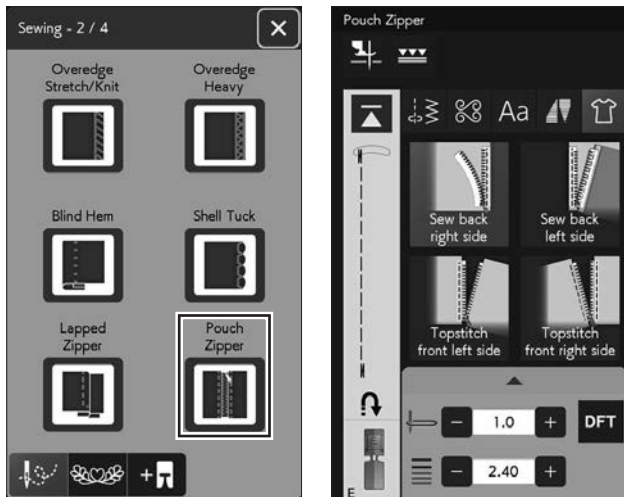 Sewing - 2 / 4
Overedge
Stretch/Knit
Overedge
Heavy
Blind Hem
Shell Tuck
Lapped
Zipper
Pouch
Zipper
Pouch Zipper
Aa
Sew back
right side
Sew back
left side
Topstitch
front left side
Topstitch
front right side
1.0
DFT
2.40
E